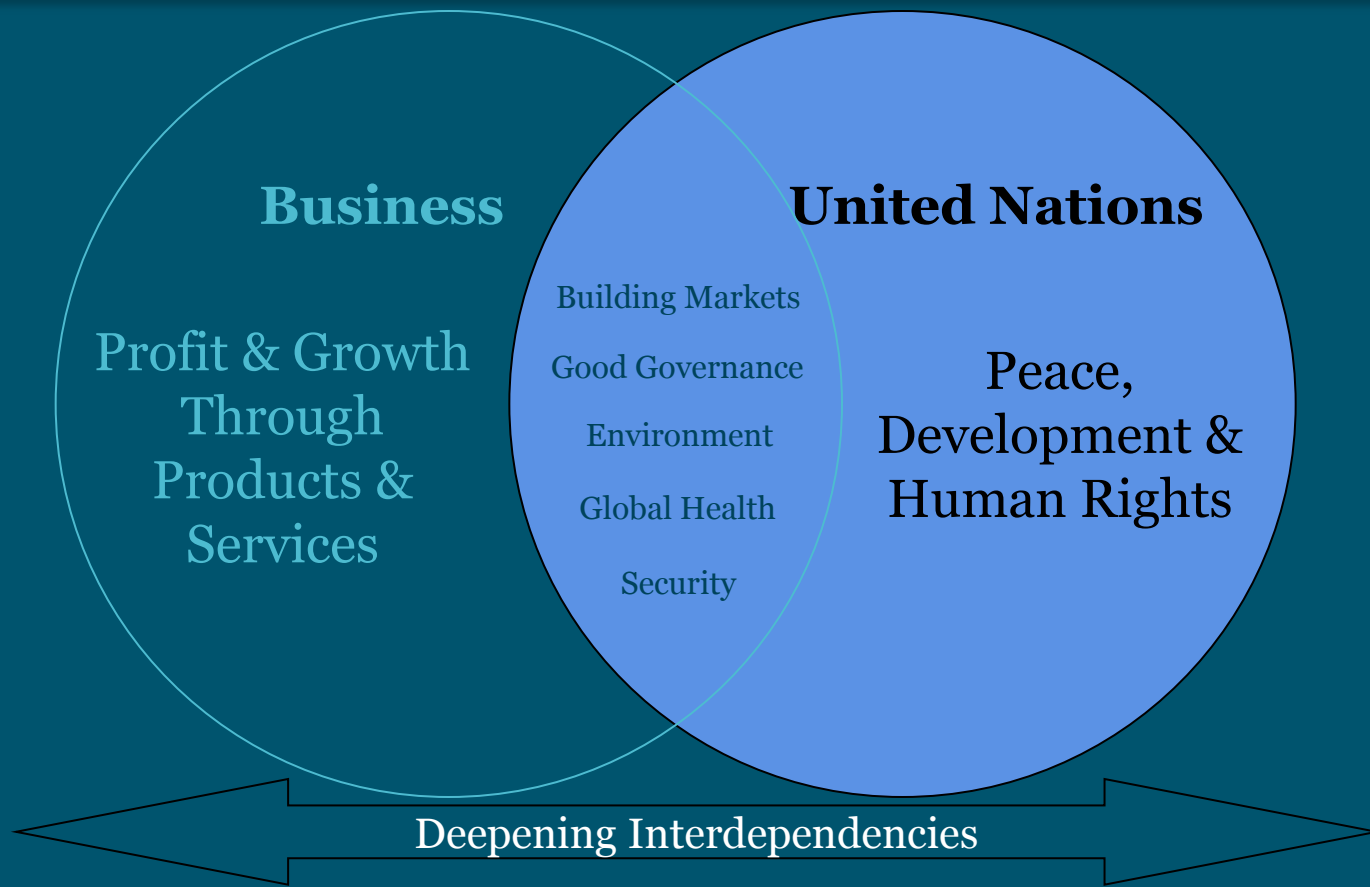 Business
United Nations
Profit & Growth
Through
Products &
Services
Building Markets
Good Governance
Environment
Global Health
Security
Peace,
Development &
Human Rights
Deepening Interdependencies